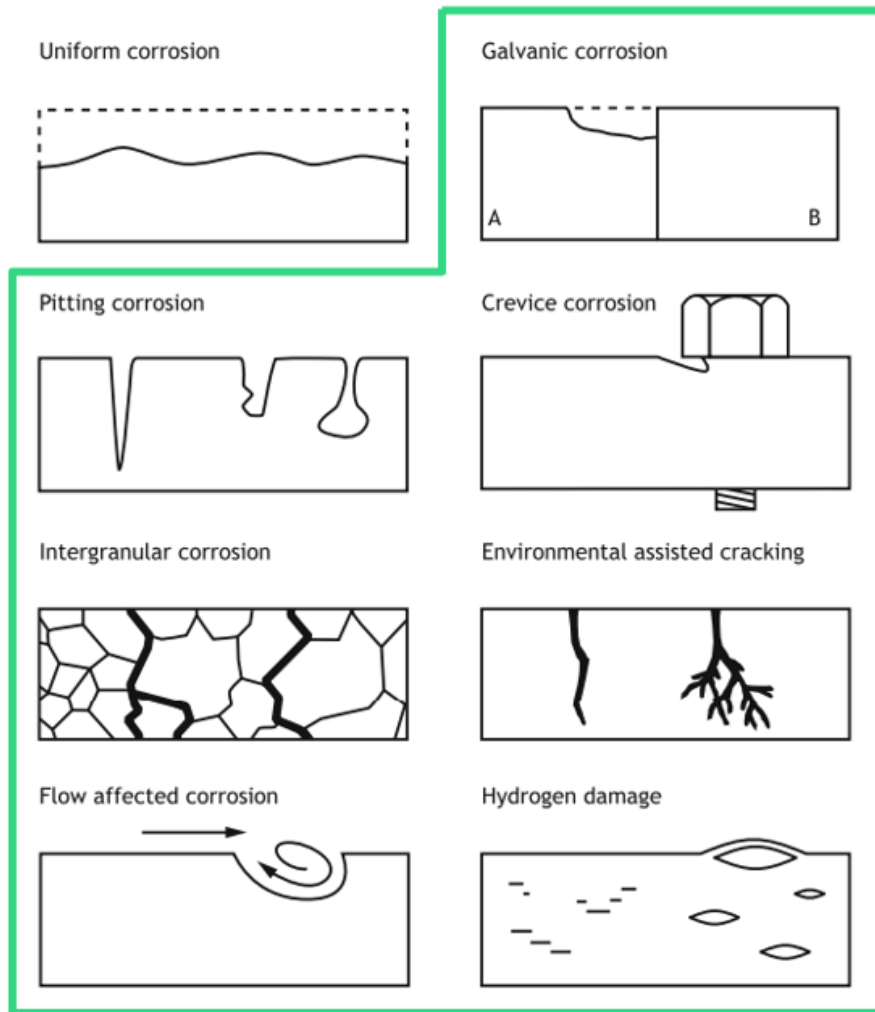 Uniform corrosion
Galvanic corrosion
A
B
Pitting corrosion
Crevice corrosion
Intergranular corrosion
Environmental assisted cracking
Flow affected corrosion
Hydrogen damage